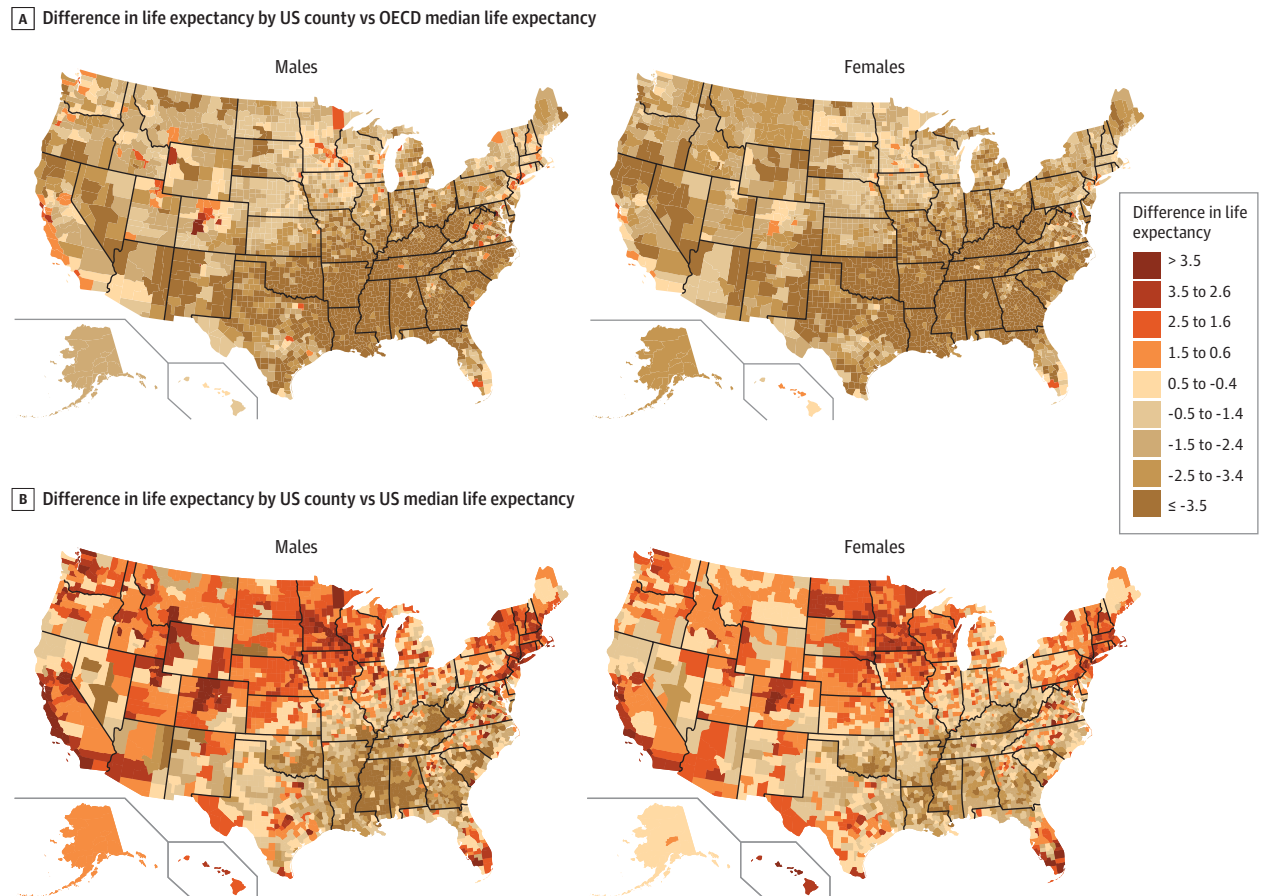 A Difference in life expectancy by US county vs OECD median life expectancy
Males
Females
Difference in life
expectancy
> 3.5
3.5 to 2.6
2.5 to 1.6
1.5 to 0.6
0.5 to -0.4
-0.5 to -1.4
-1.5 to -2.4
-2.5 to -3.4
≤ -3.5
B Difference in life expectancy by US county vs US median life expectancy
Males
Females